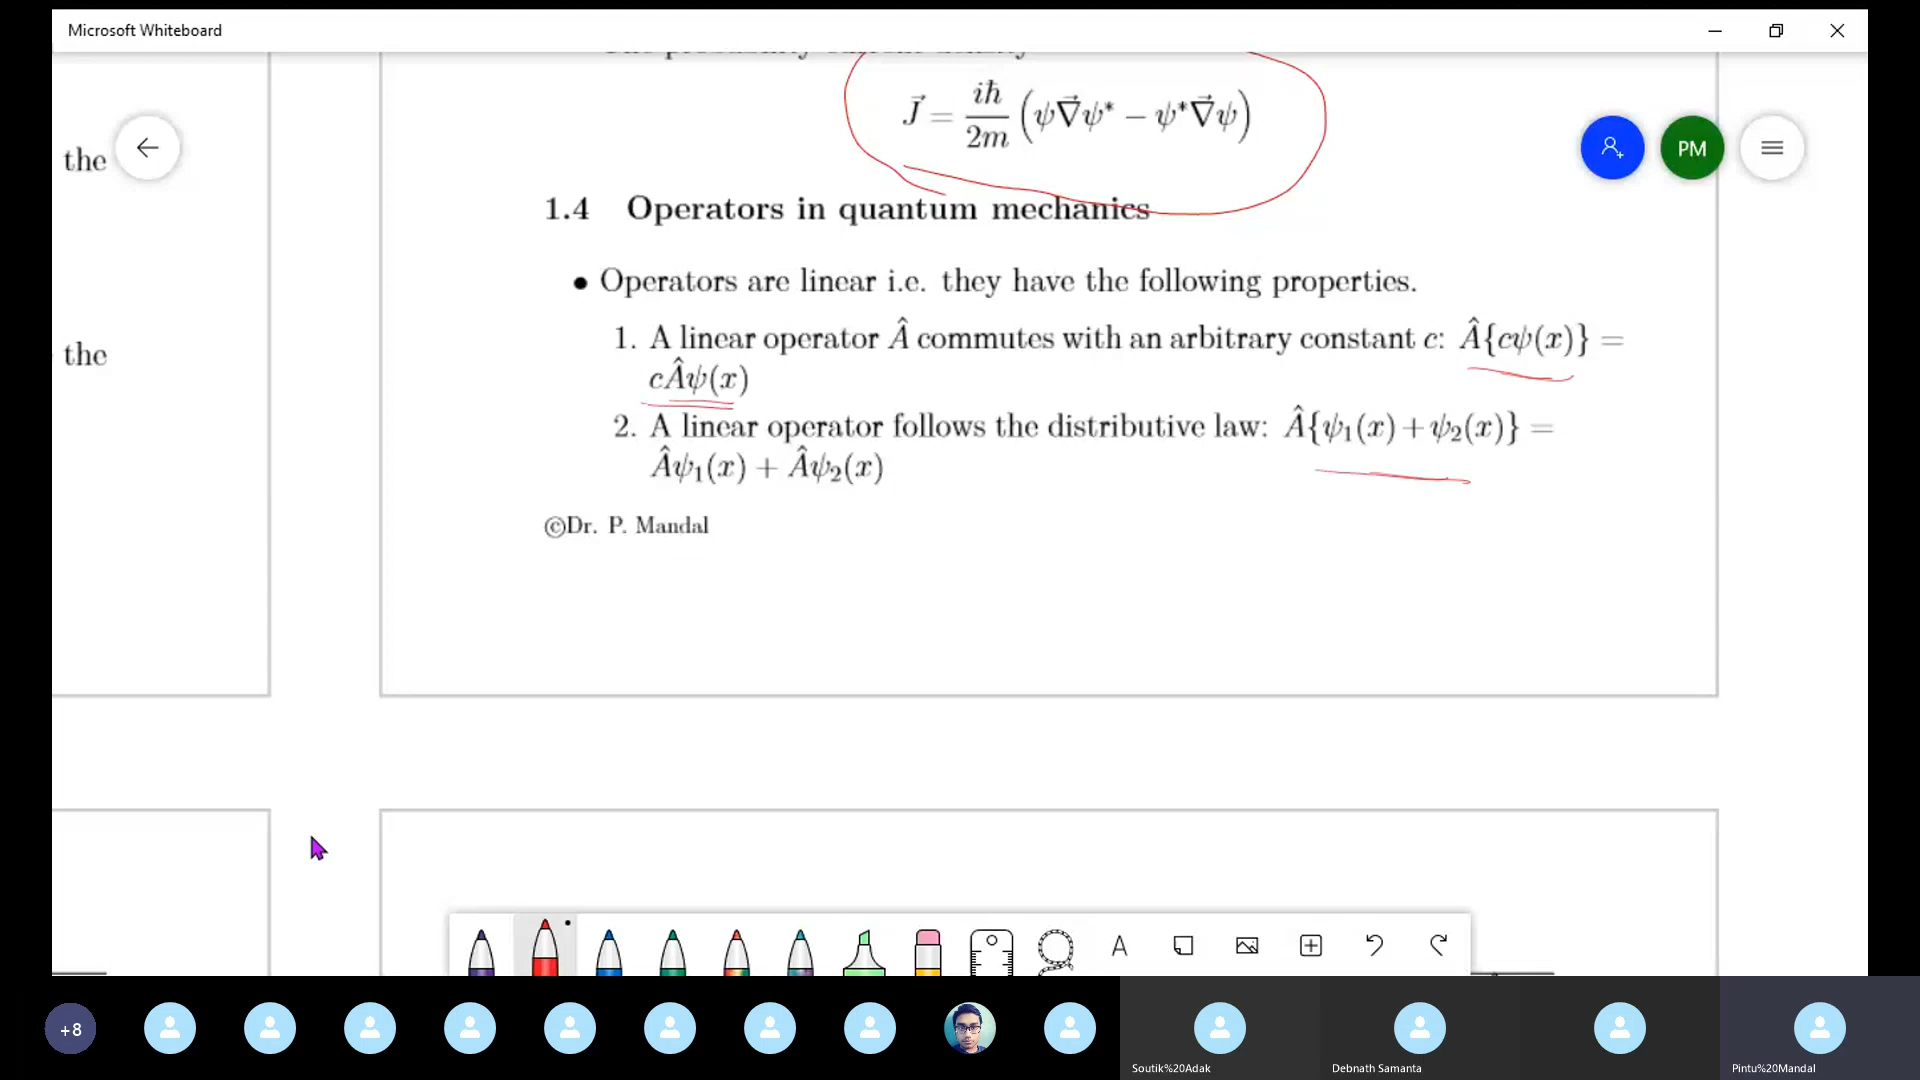 Microsoft Whiteboard
J⃗ = iħ/2m (ψ∇⃗ψ* − ψ*∇⃗ψ)
the
PM
1.4 Operators in quantum mechanics
• Operators are linear i.e. they have the following properties.
1. A linear operator Â commutes with an arbitrary constant c: Â{cψ(x)} =
the
cÂψ(x)
2. A linear operator follows the distributive law: Â{ψ₁(x) + ψ₂(x)} =
Âψ₁(x) + Âψ₂(x)
©Dr. P. Mandal
A
+8
Soutik%20Adak
Debnath Samanta
Pintu%20Mandal